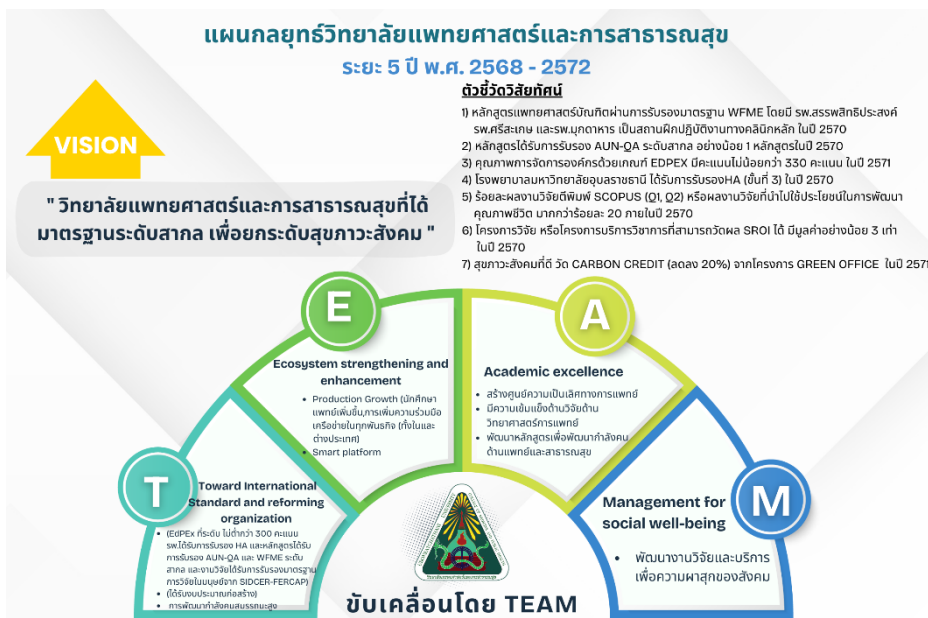 แผนกลยุทธ์วิทยาลัยแพทยศาสตร์และการสาธารณสุข
ระยะ 5 ปี พ.ศ. 2568 - 2572
VISION
" วิทยาลัยแพทยศาสตร์และการสาธารณสุขที่ได้
มาตรฐานระดับสากล เพื่อยกระดับสุขภาวะสังคม "
ตัวชี้วัดวิสัยทัศน์
1) หลักสูตรแพทยศาสตร์บัณฑิตผ่านการรับรองมาตรฐาน WFME โดยมี รพ.สรรพสิทธิประสงค์
รพ.ศรีสะเกษ และรพ.มุกดาหาร เป็นสถานฝึกปฏิบัติงานทางคลินิกหลัก ในปี 2570
2) หลักสูตรได้รับการรับรอง AUN-QA ระดับสากล อย่างน้อย 1 หลักสูตรในปี 2570
3) คุณภาพการจัดการองค์กรด้วยเกณฑ์ EDPEX มีคะแนนไม่น้อยกว่า 330 คะแนน ในปี 2571
4) โรงพยาบาลมหาวิทยาลัยอุบลราชธานี ได้รับการรับรองHA (ขั้นที่ 3) ในปี 2570
5) ร้อยละผลงานวิจัยตีพิมพ์ SCOPUS (Q1, Q2) หรือผลงานวิจัยที่นำไปใช้ประโยชน์ในการพัฒนา
คุณภาพชีวิต มากกว่าร้อยละ 20 ภายในปี 2570
6) โครงการวิจัย หรือโครงการบริการวิชาการที่สามารถวัดผล SROI ได้ มีมูลค่าอย่างน้อย 3 เท่า
ในปี 2570
7) สุขภาวะสังคมที่ดี วัด CARBON CREDIT (ลดลง 20%) จากโครงการ GREEN OFFICE ในปี 2571
T
Toward International
Standard and reforming
organization
• (EdPEx ที่ระดับ ไม่ต่ำกว่า 300 คะแนน
รพ.ได้รับการรับรอง HA และหลักสูตรได้รับ
การรับรอง AUN-QA และ WFME ระดับ
สากล และงานวิจัยได้รับการรับรองมาตรฐาน
การวิจัยในมนุษย์จาก SIDCER-FERCAP)
• (ได้รับงบประมาณก่อสร้าง)
• การพัฒนากำลังคนสมรรถนะสูง
E
Ecosystem strengthening and
enhancement
• Production Growth (นักศึกษา
แพทย์เพิ่มขึ้น,การเพิ่มความร่วมมือ
เครือข่ายในทุกพันธกิจ (ทั้งในและ
ต่างประเทศ)
• Smart platform
A
Academic excellence
• สร้างศูนย์ความเป็นเลิศทางการแพทย์
• มีความเข้มแข็งด้านวิจัยด้าน
วิทยาศาสตร์การแพทย์
• พัฒนาหลักสูตรเพื่อพัฒนากำลังคน
ด้านแพทย์และสาธารณสุข
M
Management for
social well-being
• พัฒนางานวิจัยและบริการ
เพื่อความผาสุกของสังคม
ขับเคลื่อนโดย TEAM